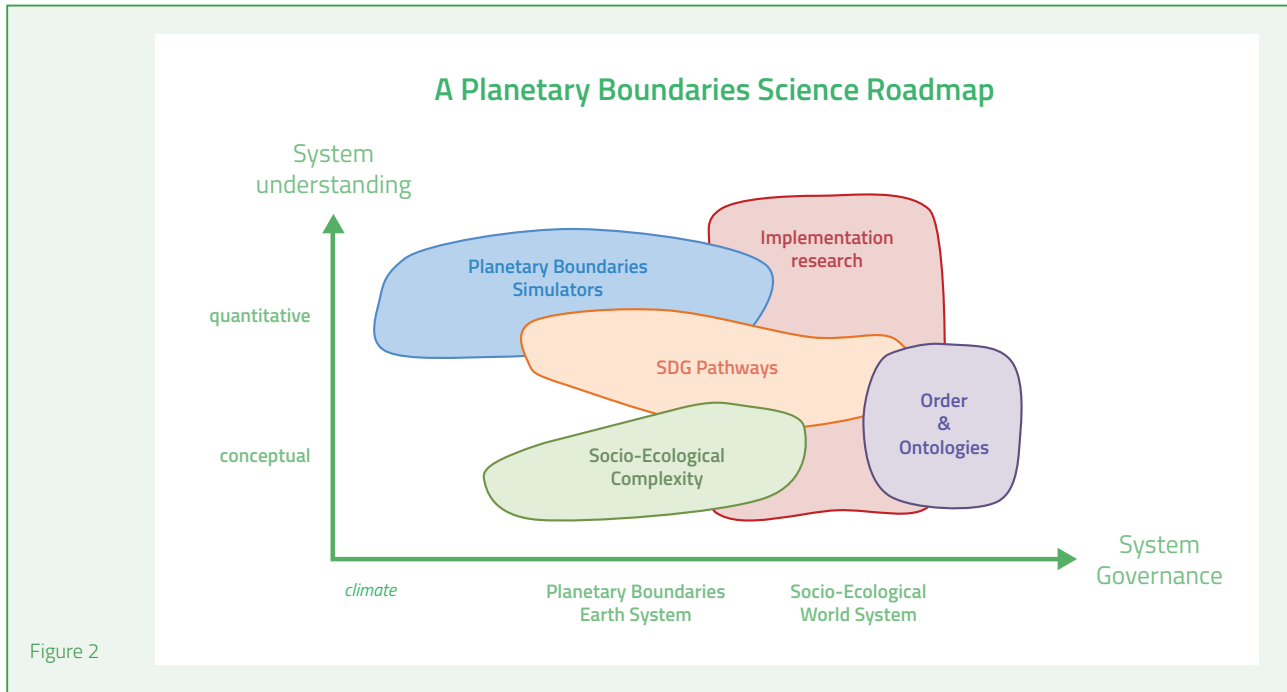 A Planetary Boundaries Science Roadmap
System
understanding
Implementation
research
Planetary Boundaries
Simulators
quantitative
SDG Pathways
Order
&
Ontologies
conceptual
Socio-Ecological
Complexity
System
Governance
climate
Planetary Boundaries
Earth System
Socio-Ecological
World System
Figure 2